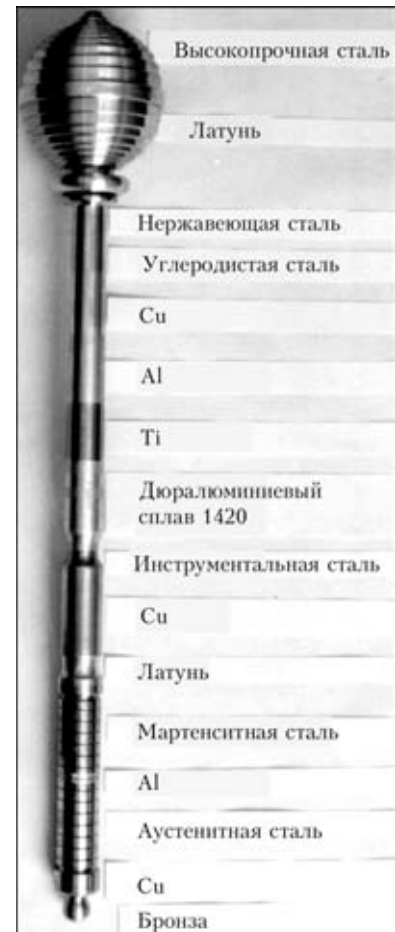 Высокопрочная сталь
Латунь
Нержавеющая сталь
Углеродистая сталь
Cu
Al
Ti
Дюралюминиевый
сплав 1420
Инструментальная сталь
Cu
Латунь
Мартенситная сталь
Al
Аустенитная сталь
Cu
Бронза